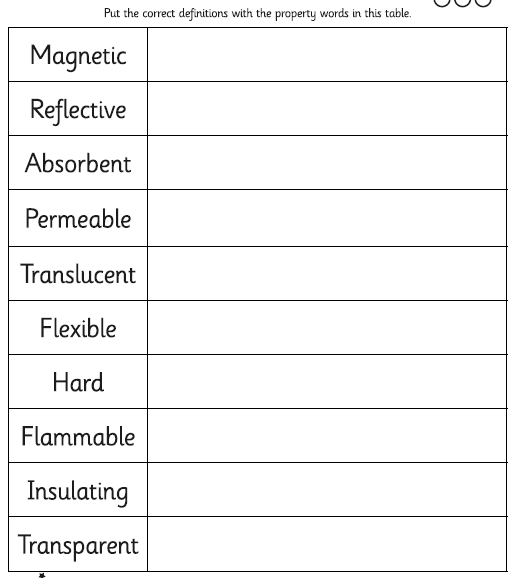 Put the correct definitions with the property words in this table.
Magnetic
Reflective
Absorbent
Permeable
Translucent
Flexible
Hard
Flammable
Insulating
Transparent